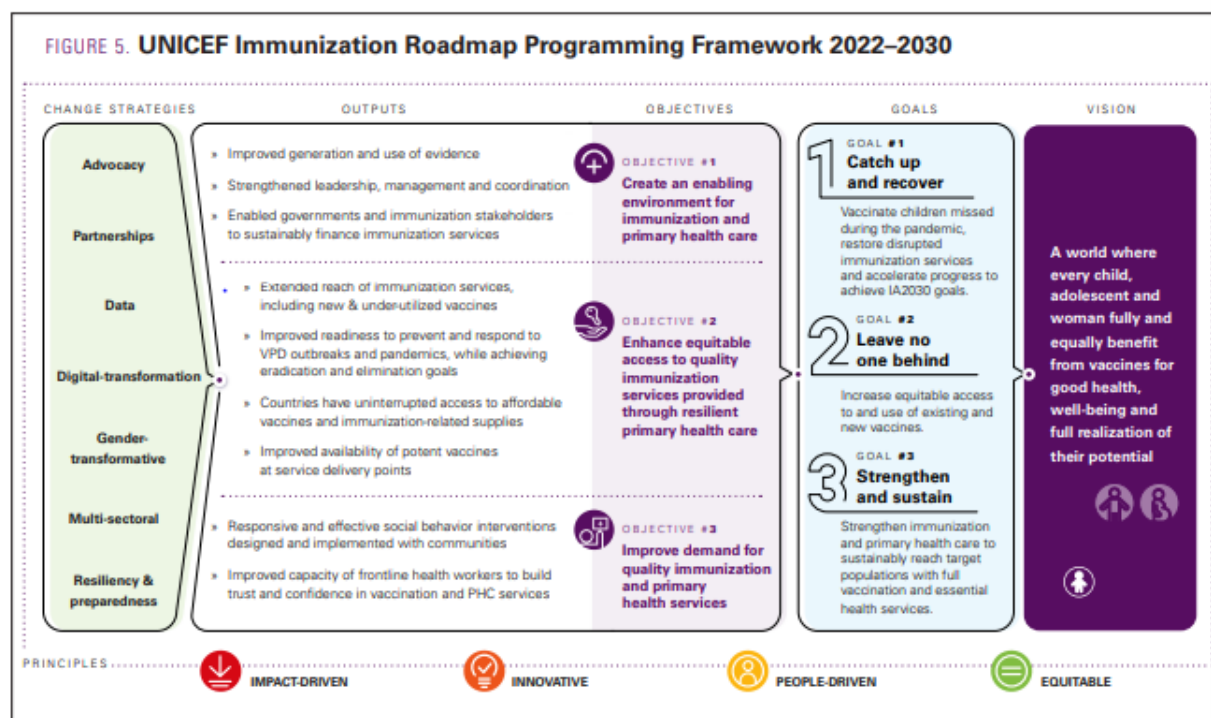 FIGURE 5. UNICEF Immunization Roadmap Programming Framework 2022–2030
CHANGE STRATEGIES
Advocacy
Partnerships
Data
Digital-transformation
Gender-
transformative
Multi-sectoral
Resiliency &
preparedness
OUTPUTS
» Improved generation and use of evidence
» Strengthened leadership, management and coordination
» Enabled governments and immunization stakeholders
to sustainably finance immunization services
» Extended reach of immunization services,
including new & under-utilized vaccines
» Improved readiness to prevent and respond to
VPD outbreaks and pandemics, while achieving
eradication and elimination goals
» Countries have uninterrupted access to affordable
vaccines and immunization-related supplies
» Improved availability of potent vaccines
at service delivery points
» Responsive and effective social behavior interventions
designed and implemented with communities
» Improved capacity of frontline health workers to build
trust and confidence in vaccination and PHC services
OBJECTIVES
OBJECTIVE #1
Create an enabling
environment for
immunization and
primary health care
OBJECTIVE #2
Enhance equitable
access to quality
immunization
services provided
through resilient
primary health care
OBJECTIVE #3
Improve demand for
quality immunization
and primary
health services
GOALS
1
GOAL #1
Catch up
and recover
Vaccinate children missed
during the pandemic,
restore disrupted
immunization services
and accelerate progress to
achieve IA2030 goals.
2
GOAL #2
Leave no
one behind
Increase equitable access
to and use of existing and
new vaccines.
3
GOAL #3
Strengthen
and sustain
Strengthen immunization
and primary health care to
sustainably reach target
populations with full
vaccination and essential
health services.
VISION
A world where
every child,
adolescent and
woman fully and
equally benefit
from vaccines for
good health,
well-being and
full realization of
their potential
PRINCIPLES
IMPACT-DRIVEN
INNOVATIVE
PEOPLE-DRIVEN
EQUITABLE